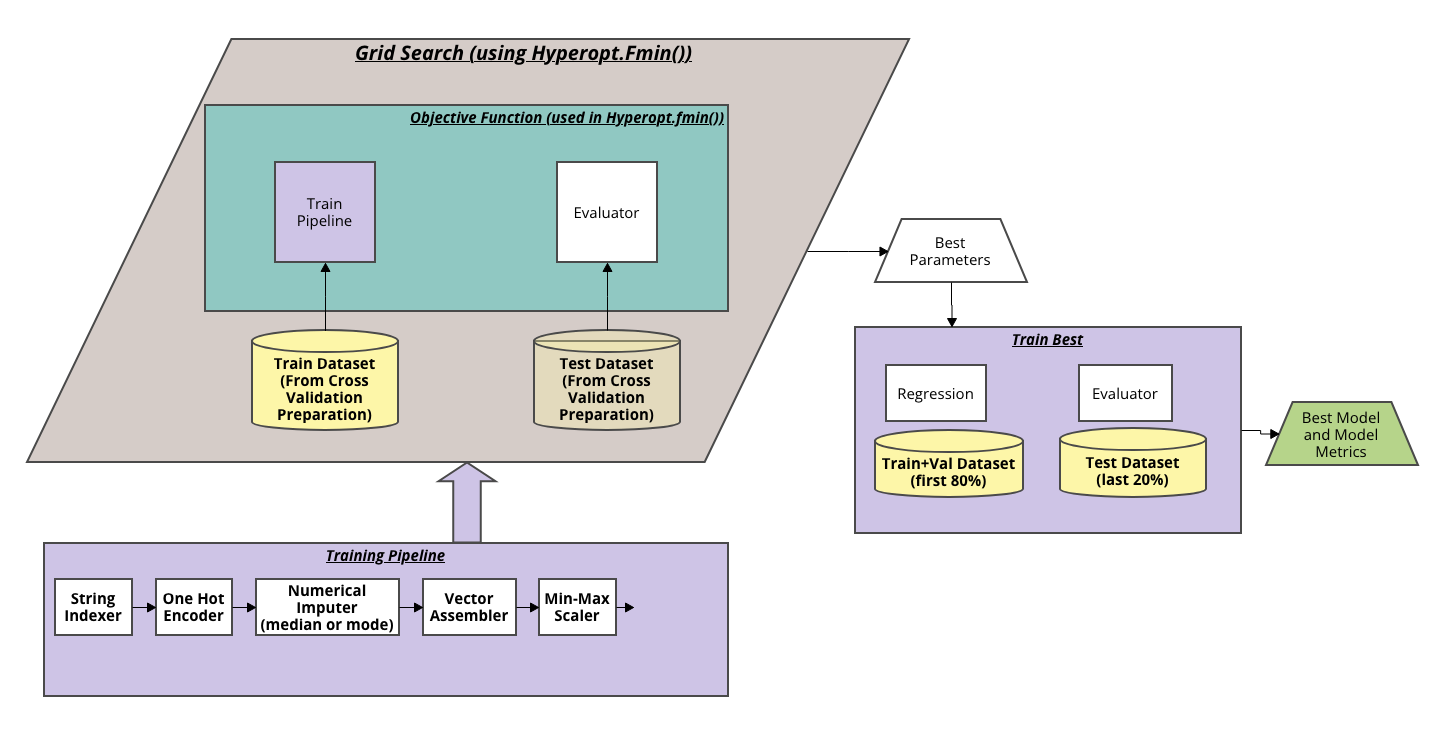 Grid Search (using Hyperopt.Fmin())
Objective Function (used in Hyperopt.fmin())
Train
Pipeline
Evaluator
Train Dataset
(From Cross
Validation
Preparation)
Test Dataset
(From Cross
Validation
Preparation)
Best
Parameters
Train Best
Regression
Evaluator
Train+Val Dataset
(first 80%)
Test Dataset
(last 20%)
Best Model
and Model
Metrics
Training Pipeline
String
Indexer
One Hot
Encoder
Numerical
Imputer
(median or mode)
Vector
Assembler
Min-Max
Scaler